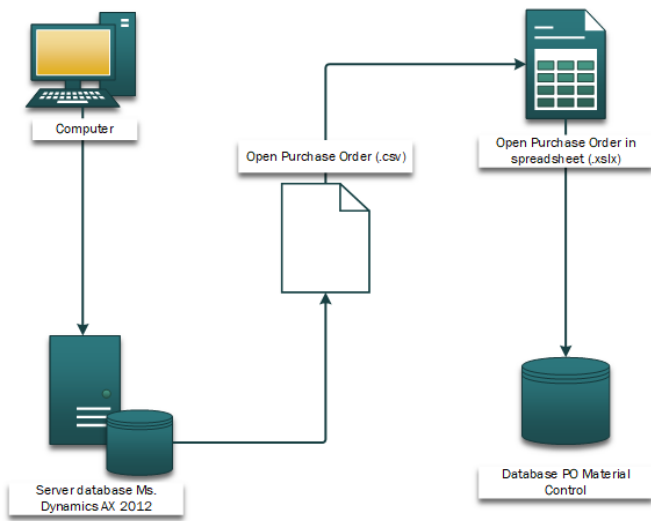 Computer
Open Purchase Order (.csv)
Open Purchase Order in
spreadsheet (.xslx)
Server database Ms.
Dynamics AX 2012
Database PO Material
Control